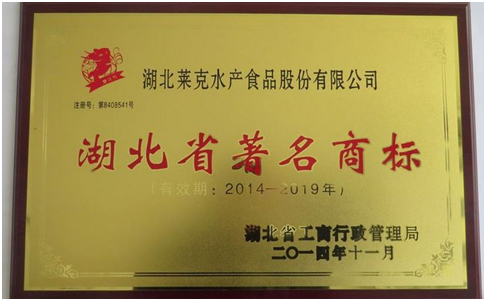 湖北莱克水产食品股份有限公司
注册号：第8409541号
湖北省著名商标
（有效期：2014—2019年）
湖北省工商行政管理局
二〇一四年十一月